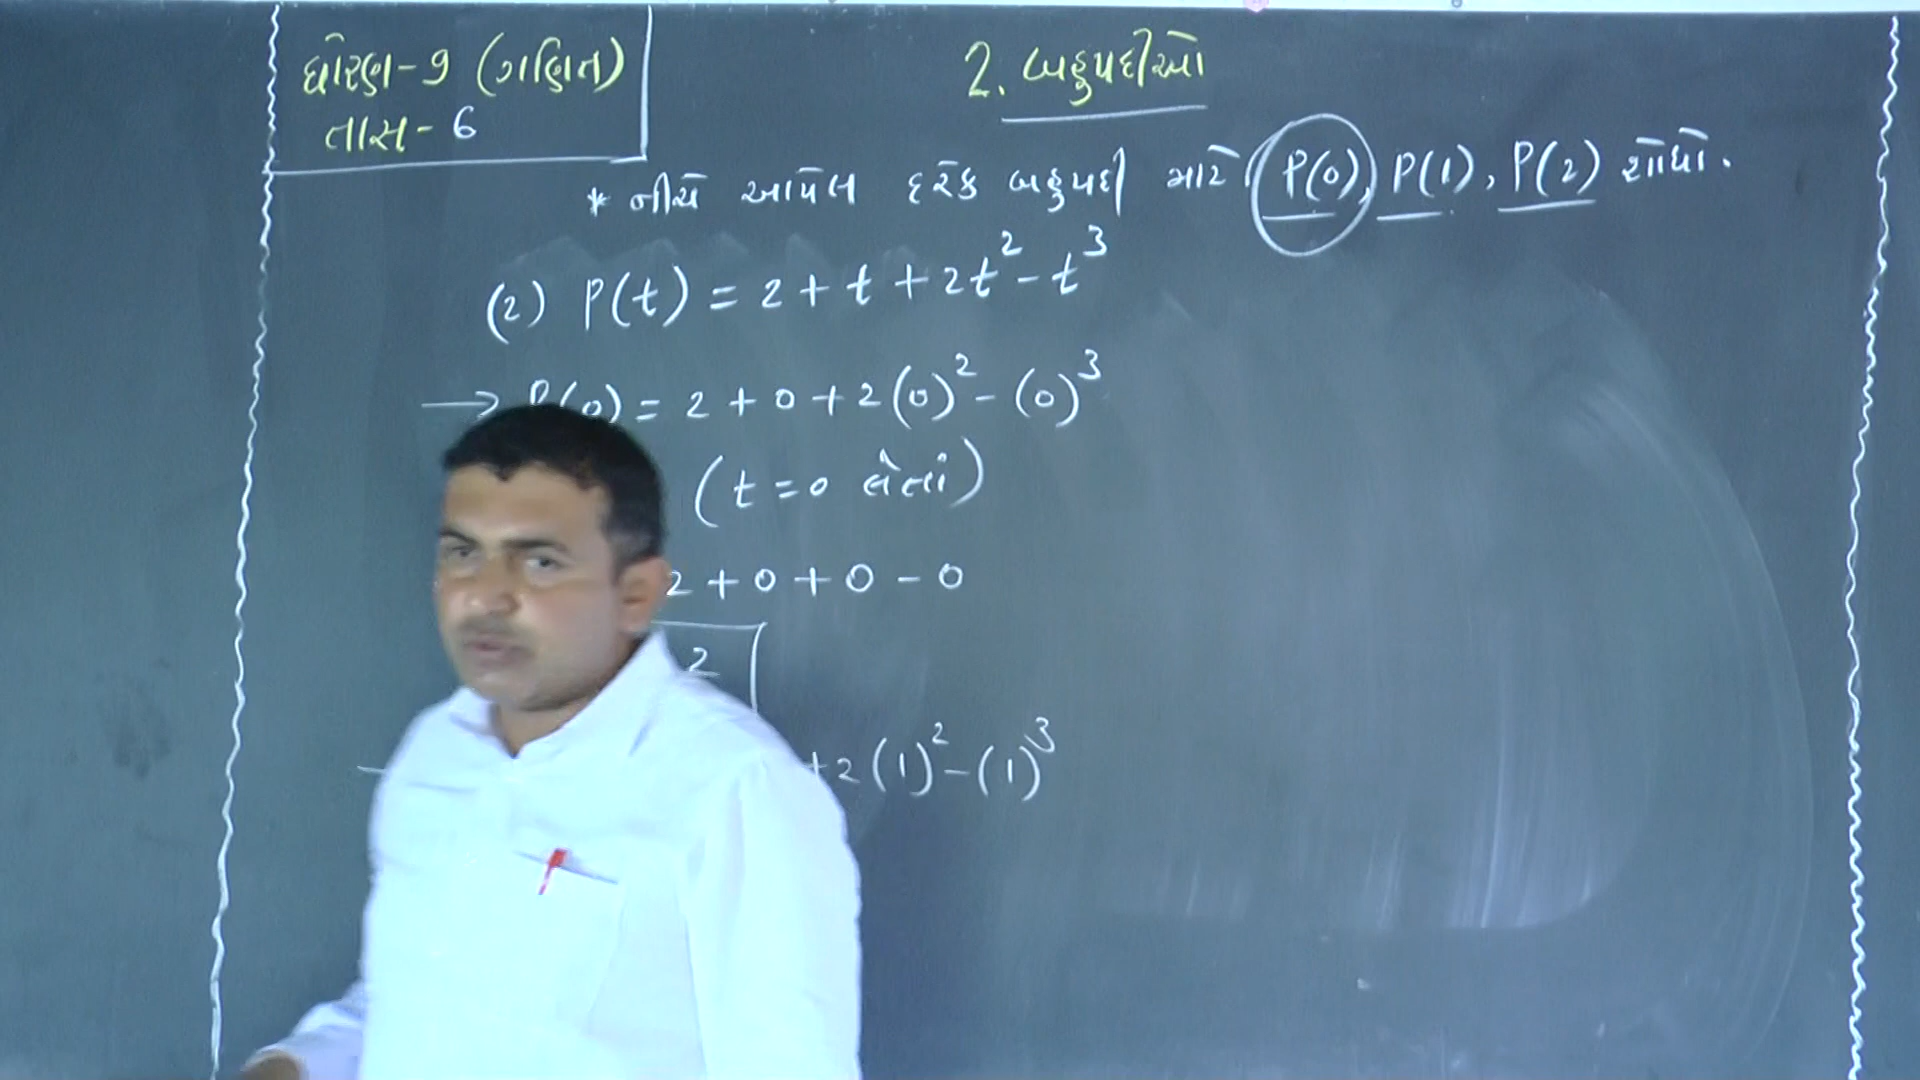 ધોરણ-9 (ગણિત)
તાસ- 6
2. બહુપદીઓ
* નીચે આપેલ દરેક બહુપદી માટે P(0), P(1), P(2) શોધો.
(2) P(t) = 2 + t + 2t² - t³
→ P(0) = 2 + 0 + 2(0)² - (0)³
(t = 0 લેતાં)
2 + 0 + 0 - 0
2
+2(1)² - (1)³